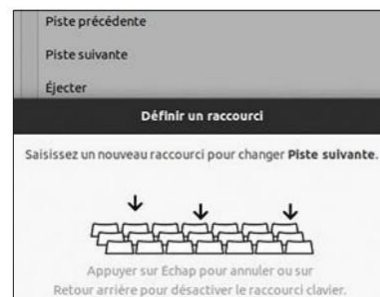 Piste précédente
Piste suivante
Éjecter
Définir un raccourci
Saisissez un nouveau raccourci pour changer Piste suivante.
Appuyer sur Echap pour annuler ou sur
Retour arrière pour désactiver le raccourci clavier.